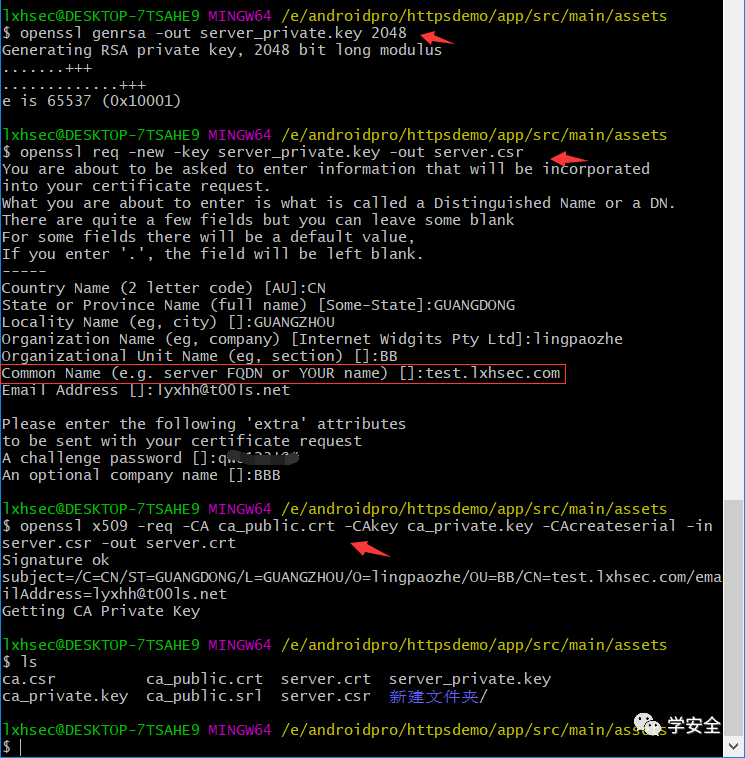 lxhsec@DESKTOP-7TSAHE9 MINGW64 /e/androidpro/httpsdemo/app/src/main/assets
$ openssl genrsa -out server_private.key 2048
Generating RSA private key, 2048 bit long modulus
.......+++
.............+++
e is 65537 (0x10001)
lxhsec@DESKTOP-7TSAHE9 MINGW64 /e/androidpro/httpsdemo/app/src/main/assets
$ openssl req -new -key server_private.key -out server.csr
You are about to be asked to enter information that will be incorporated
into your certificate request.
What you are about to enter is what is called a Distinguished Name or a DN.
There are quite a few fields but you can leave some blank
For some fields there will be a default value,
If you enter '.', the field will be left blank.
-----
Country Name (2 letter code) [AU]:CN
State or Province Name (full name) [Some-State]:GUANGDONG
Locality Name (eg, city) []:GUANGZHOU
Organization Name (eg, company) [Internet Widgits Pty Ltd]:lingpaozhe
Organizational Unit Name (eg, section) []:BB
Common Name (e.g. server FQDN or YOUR name) []:test.lxhsec.com
Email Address []:lyxhh@t00ls.net
Please enter the following 'extra' attributes
to be sent with your certificate request
A challenge password []:
An optional company name []:BBB
lxhsec@DESKTOP-7TSAHE9 MINGW64 /e/androidpro/httpsdemo/app/src/main/assets
$ openssl x509 -req -CA ca_public.crt -CAkey ca_private.key -CAcreateserial -in
server.csr -out server.crt
Signature ok
subject=/C=CN/ST=GUANGDONG/L=GUANGZHOU/O=lingpaozhe/OU=BB/CN=test.lxhsec.com/ema
ilAddress=lyxhh@t00ls.net
Getting CA Private Key
lxhsec@DESKTOP-7TSAHE9 MINGW64 /e/androidpro/httpsdemo/app/src/main/assets
$ ls
ca.csr ca_public.crt server.crt server_private.key
ca_private.key ca_public.srl server.csr 新建文件夹/
lxhsec@DESKTOP-7TSAHE9 MINGW64 /e/androidpro/httpsdemo/app/src/main/assets
$
学安全